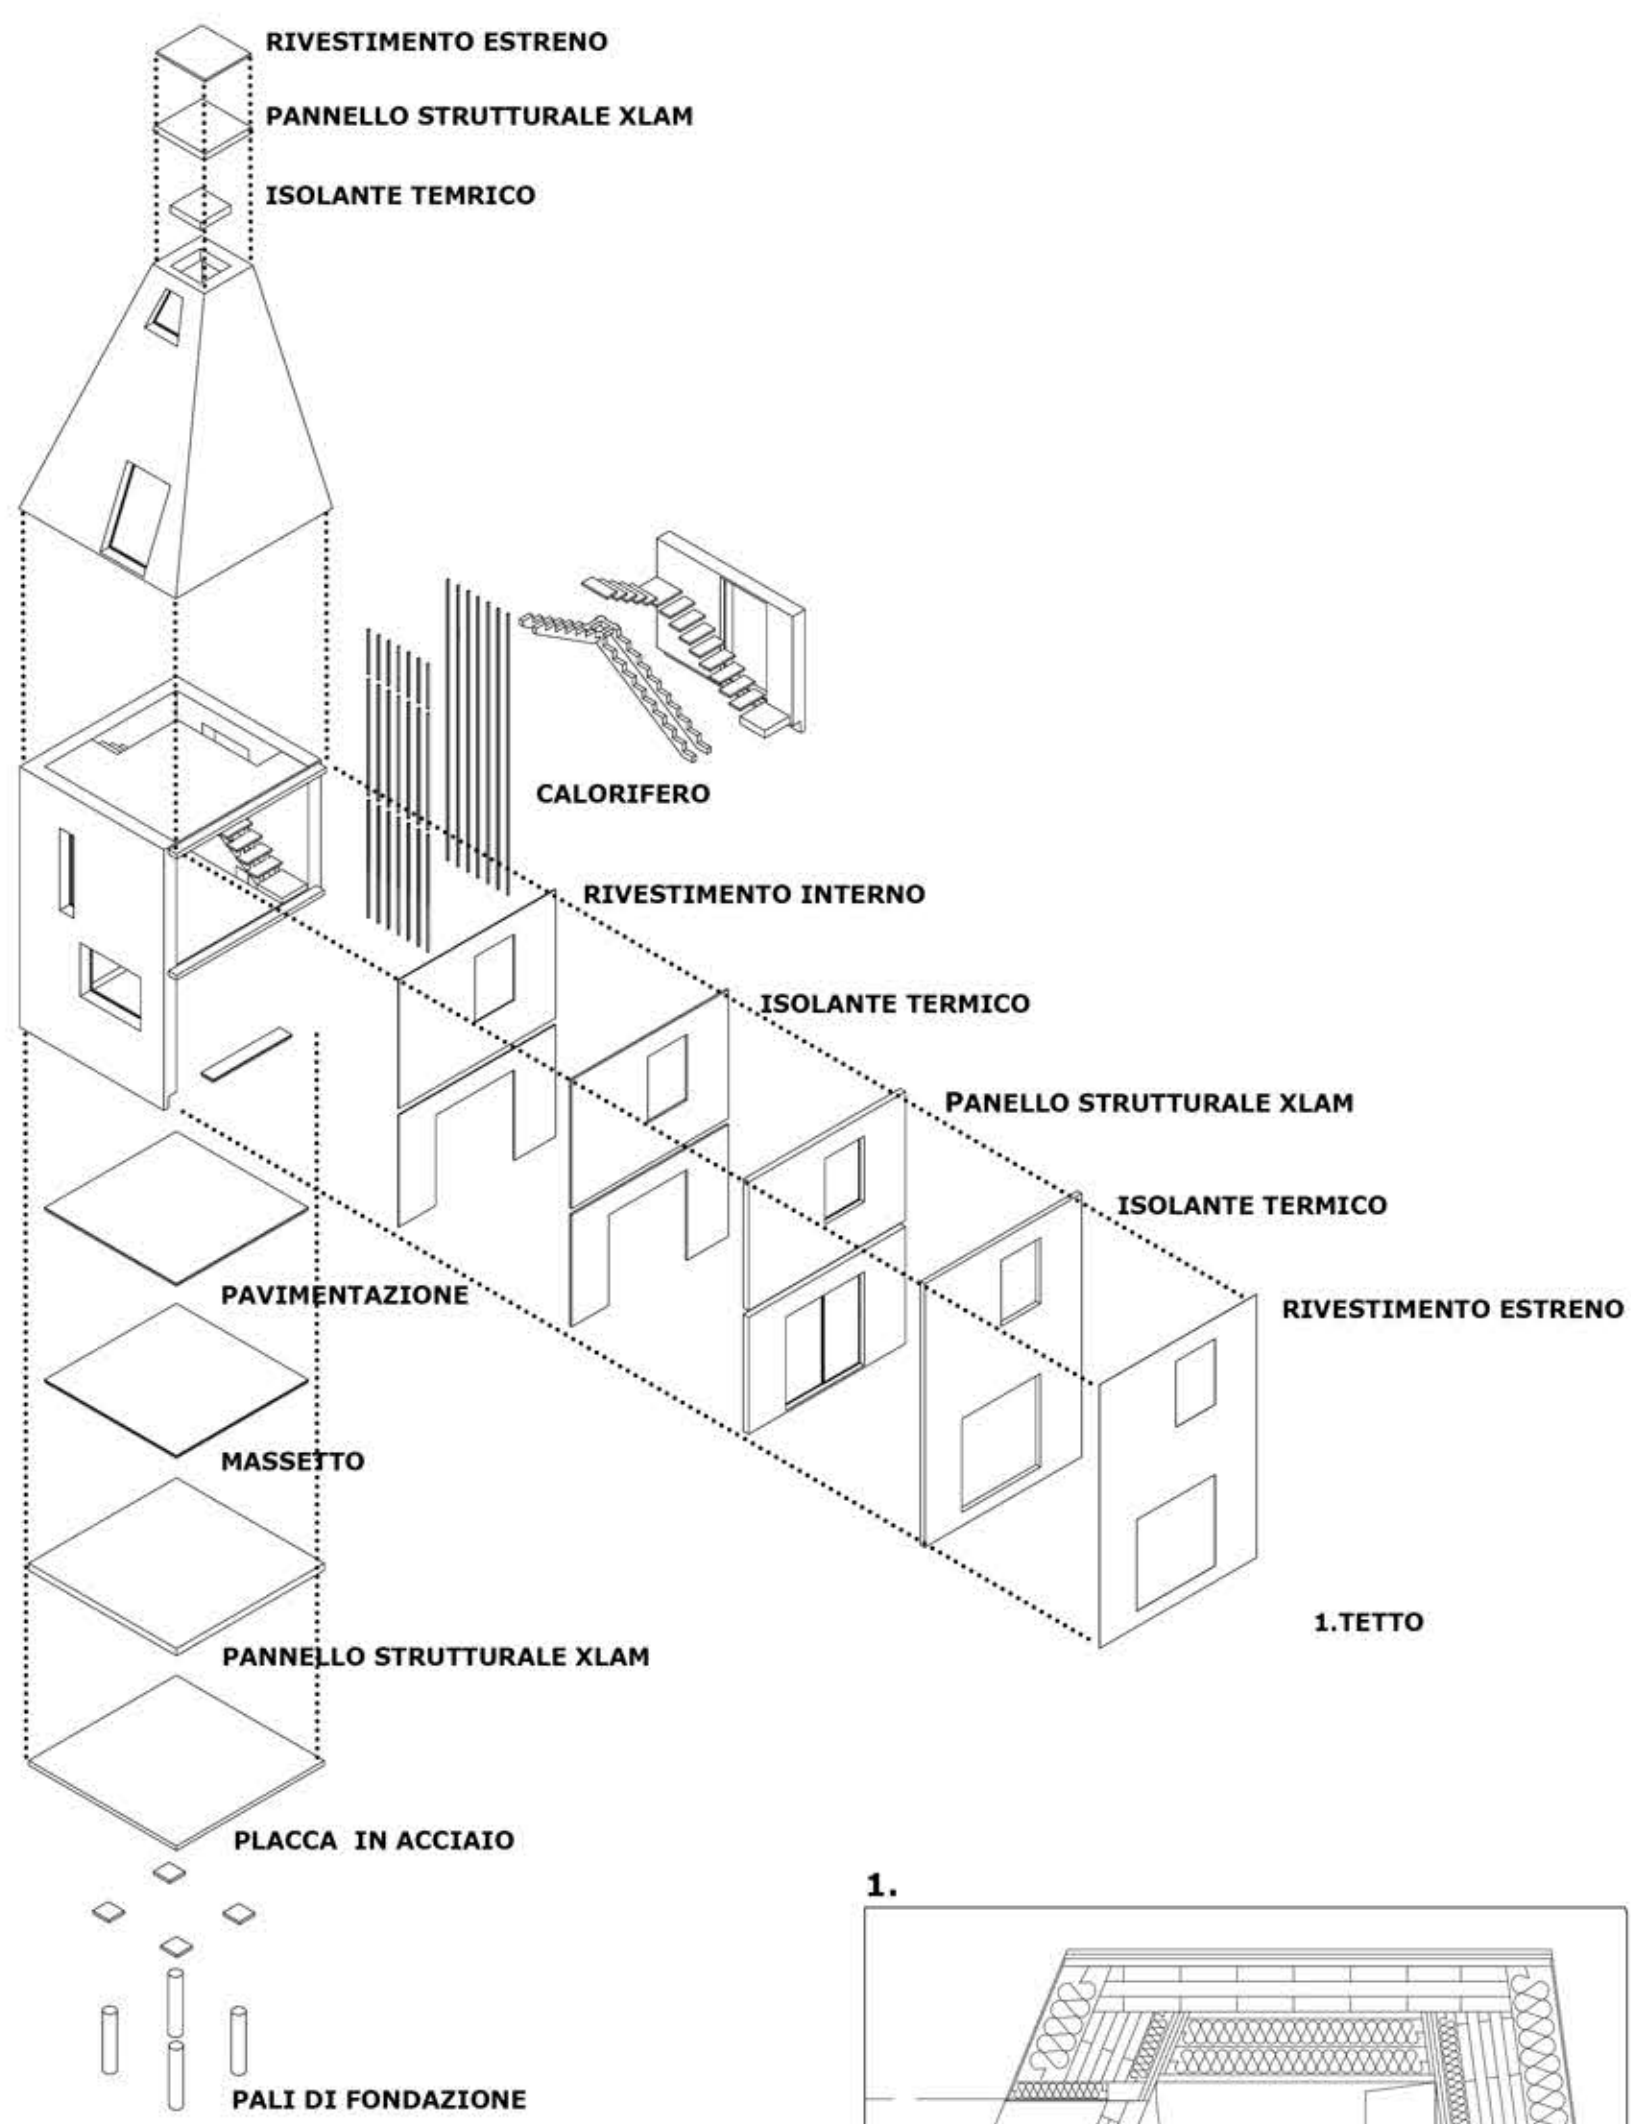 RIVESTIMENTO ESTRENO
PANNELLO STRUTTURALE XLAM
ISOLANTE TEMRICO
CALORIFERO
RIVESTIMENTO INTERNO
ISOLANTE TERMICO
PANELLO STRUTTURALE XLAM
ISOLANTE TERMICO
RIVESTIMENTO ESTRENO
PAVIMENTAZIONE
MASSETTO
1.TETTO
PANNELLO STRUTTURALE XLAM
PLACCA IN ACCIAIO
1.
PALI DI FONDAZIONE